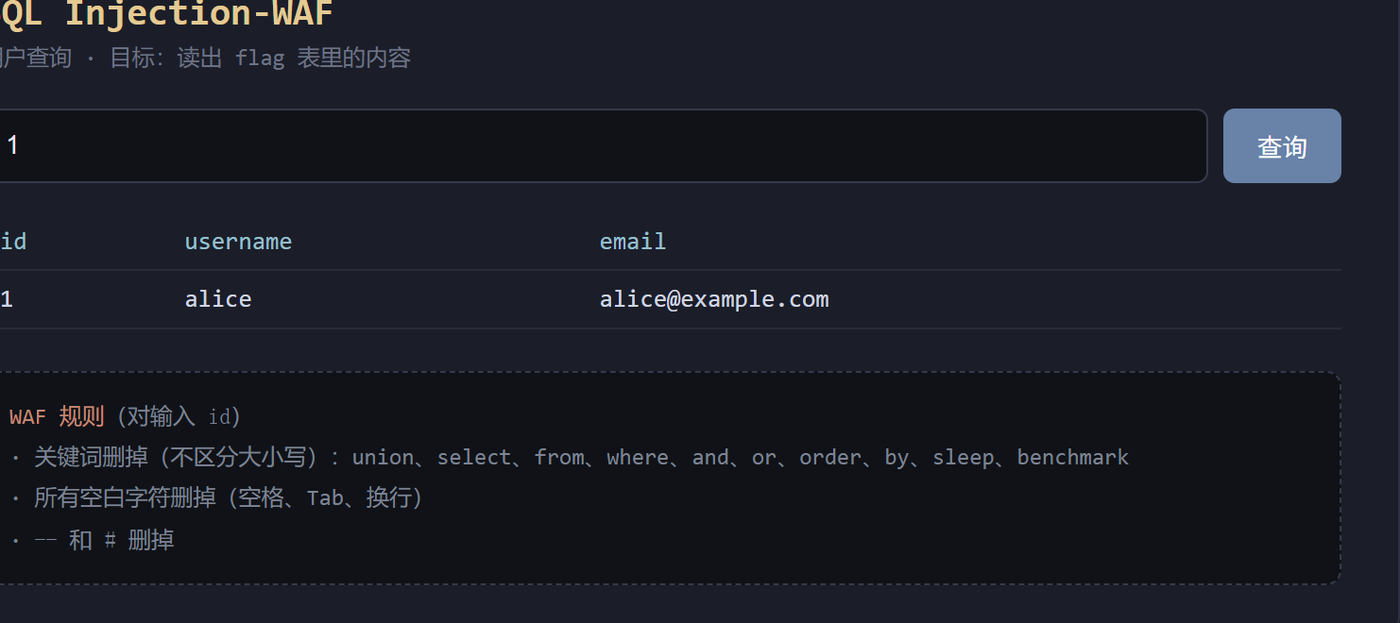 QL Injection-WAF
户查询 · 目标：读出 flag 表里的内容
1
查询
id username email
1 alice alice@example.com
WAF 规则（对输入 id）
· 关键词删掉（不区分大小写）：union、select、from、where、and、or、order、by、sleep、benchmark
· 所有空白字符删掉（空格、Tab、换行）
· -- 和 # 删掉